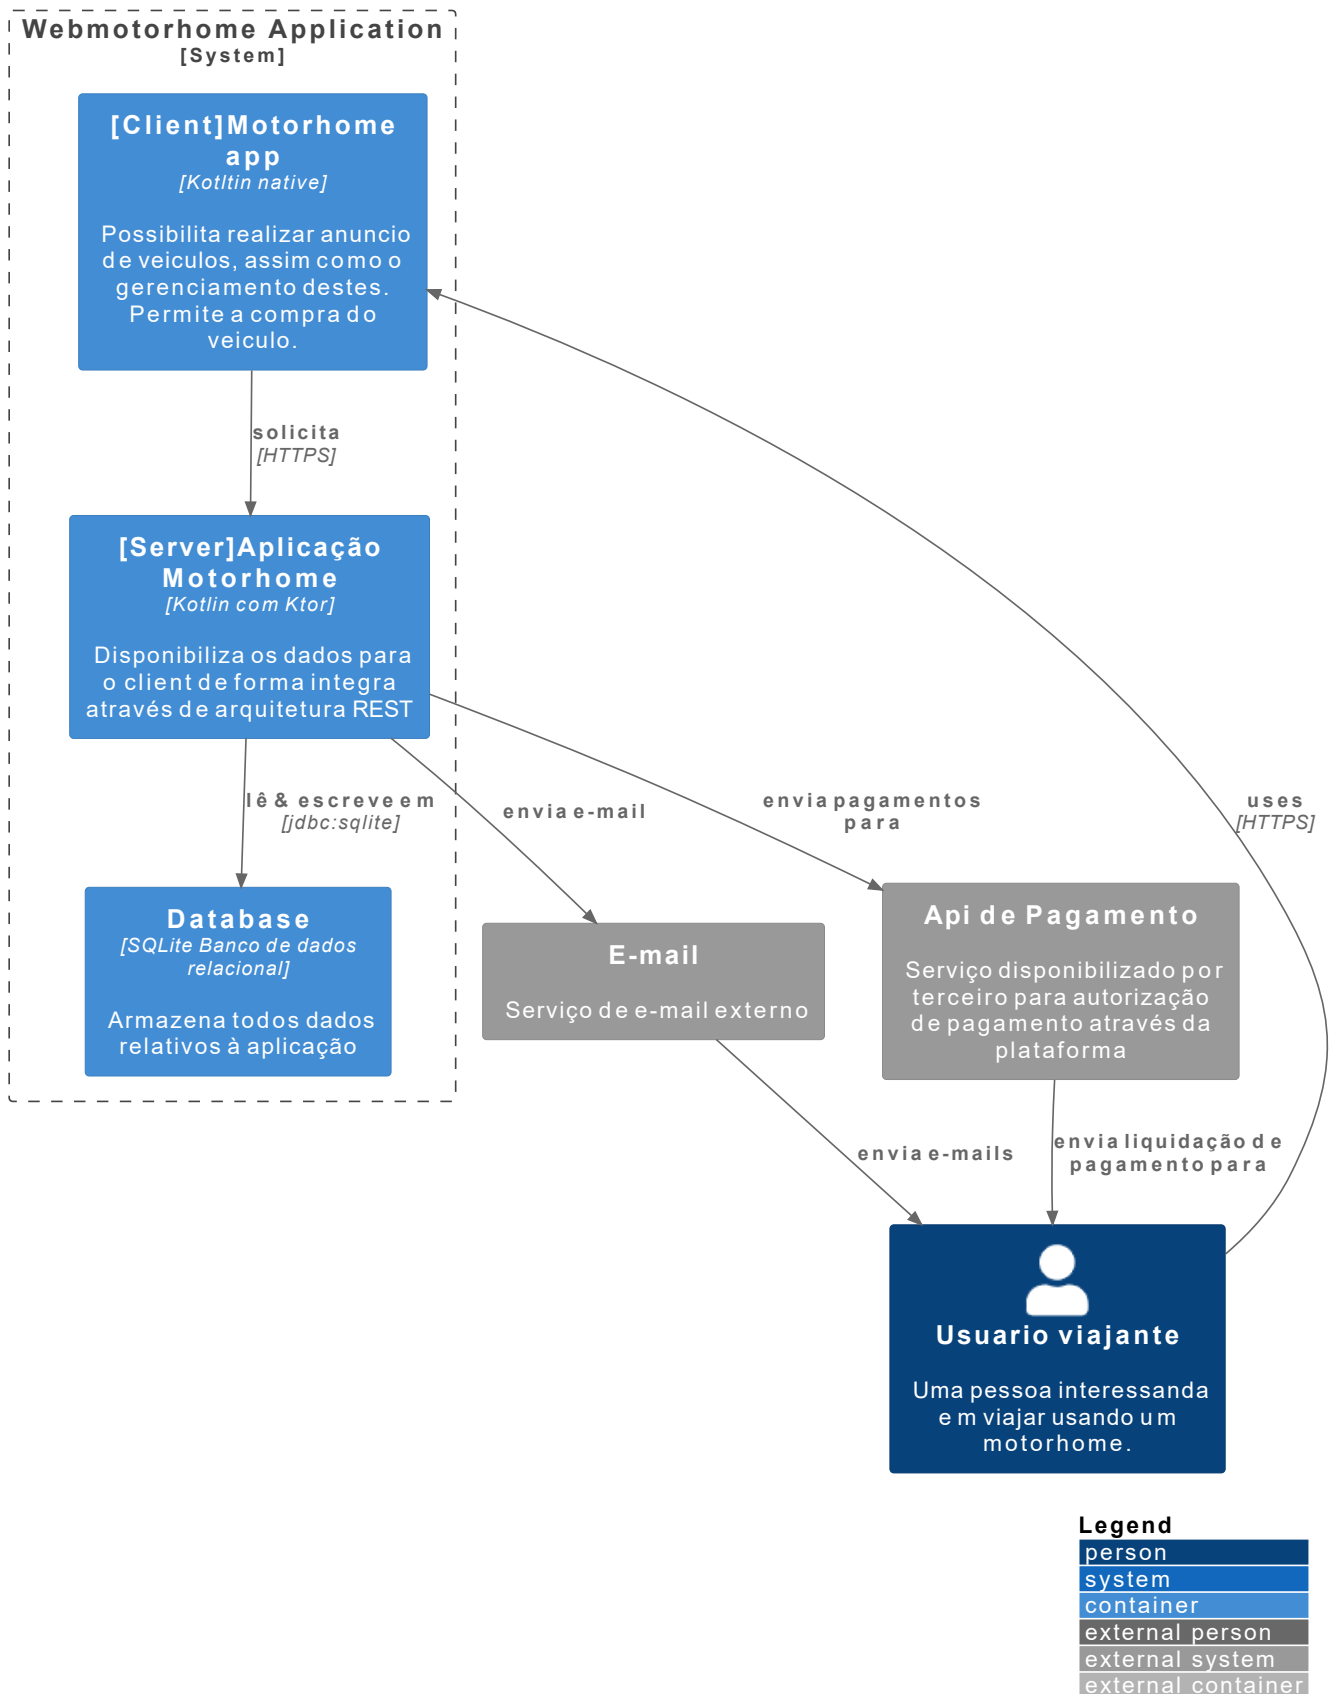 Webmotorhome Application
[System]
[Client]Motorhome
app
[Kotltin native]
Possibilita realizar anuncio
de veiculos, assim como o
gerenciamento destes.
Permite a compra do
veiculo.
solicita
[HTTPS]
[Server]Aplicação
Motorhome
[Kotlin com Ktor]
Disponibiliza os dados para
o client de forma integra
através de arquitetura REST
lê & escreve em
[jdbc:sqlite]
envia e-mail
envia pagamentos
para
uses
[HTTPS]
Database
[SQLite Banco de dados
relacional]
Armazena todos dados
relativos à aplicação
E-mail
Serviço de e-mail externo
Api de Pagamento
Serviço disponibilizado por
terceiro para autorização
de pagamento através da
plataforma
envia e-mails
envia liquidação de
pagamento para
Usuario viajante
Uma pessoa interessanda
em viajar usando um
motorhome.
Legend
person
system
container
external person
external system
external container